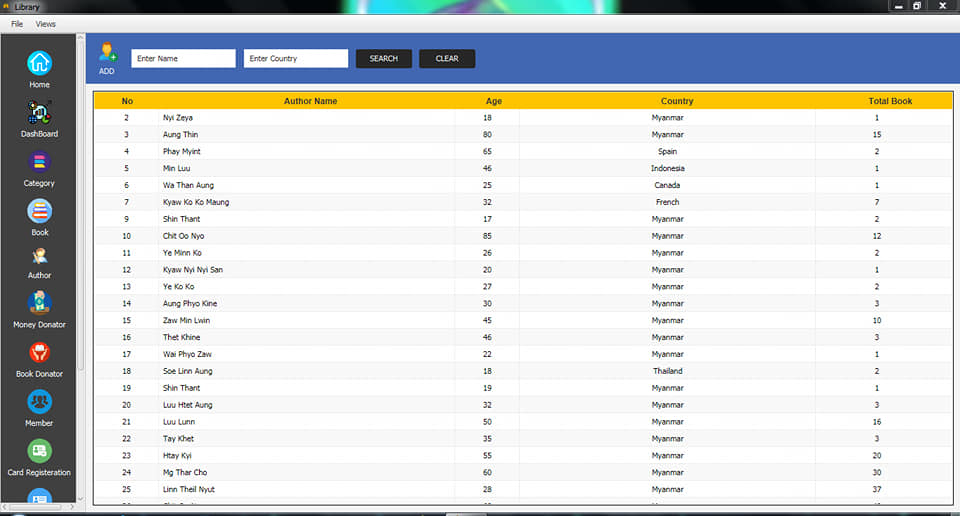 Library
File Views
Home
DashBoard
Category
Book
Author
Money Donator
Book Donator
Member
Card Registeration
ADD
Enter Name Enter Country SEARCH CLEAR
No Author Name Age Country Total Book
2 Nyi Zeya 18 Myanmar 1
3 Aung Thin 80 Myanmar 15
4 Phay Myint 65 Spain 2
5 Min Luu 46 Indonesia 1
6 Wa Than Aung 25 Canada 1
7 Kyaw Ko Ko Maung 32 French 7
9 Shin Thant 17 Myanmar 2
10 Chit Oo Nyo 85 Myanmar 12
11 Ye Minn Ko 26 Myanmar 2
12 Kyaw Nyi Nyi San 20 Myanmar 1
13 Ye Ko Ko 27 Myanmar 2
14 Aung Phyo Kine 30 Myanmar 3
15 Zaw Min Lwin 45 Myanmar 10
16 Thet Khine 46 Myanmar 3
17 Wai Phyo Zaw 22 Myanmar 1
18 Soe Linn Aung 18 Thailand 2
19 Shin Thant 19 Myanmar 1
20 Luu Htet Aung 32 Myanmar 3
21 Luu Lunn 50 Myanmar 16
22 Tay Khet 35 Myanmar 3
23 Htay Kyi 55 Myanmar 20
24 Mg Thar Cho 60 Myanmar 30
25 Linn Theil Nyut 28 Myanmar 37